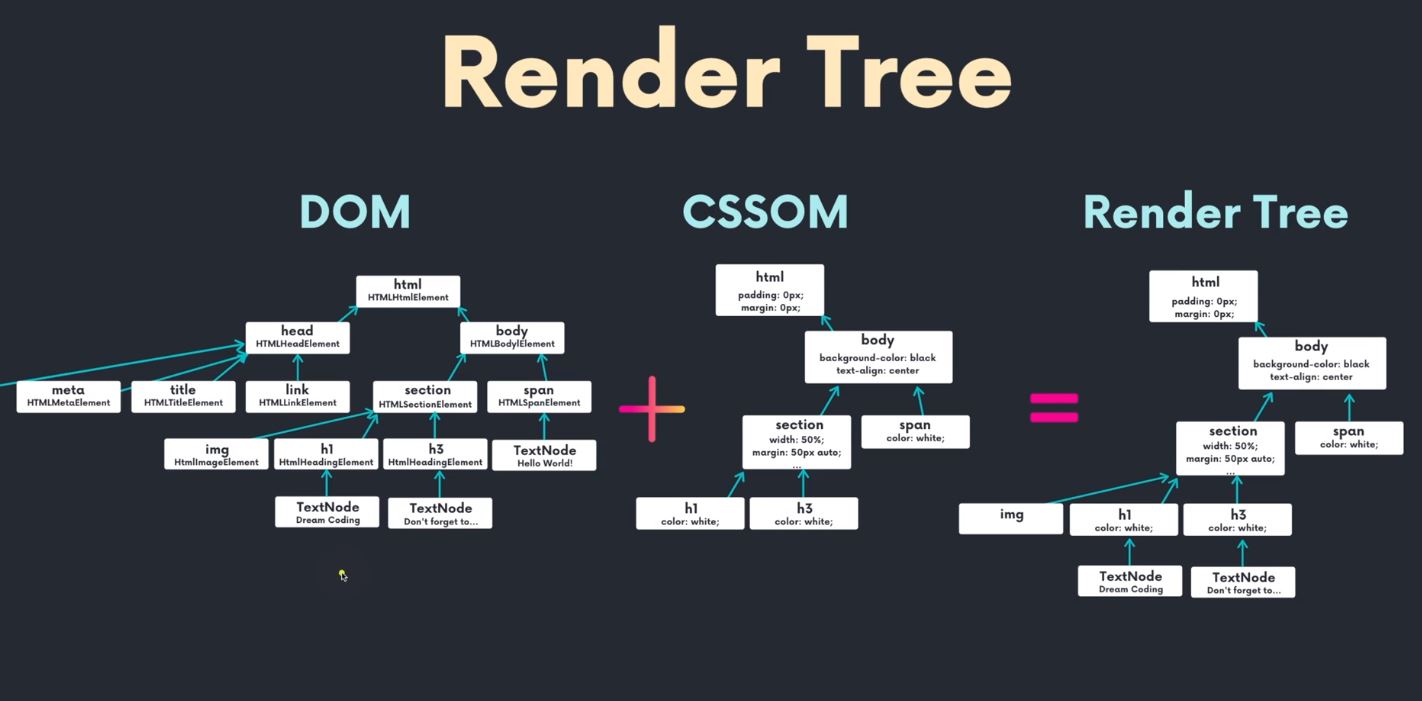 Render Tree
DOM
CSSOM
Render Tree
html
HTMLHtmlElement
head
HTMLHeadElement
body
HTMLBodylElement
meta
HTMLMetaElement
title
HTMLTitleElement
link
HTMLLinkElement
section
HTMLSectionElement
span
HTMLSpanElement
img
HtmlImageElement
h1
HtmlHeadingElement
h3
HtmlHeadingElement
TextNode
Hello World!
TextNode
Dream Coding
TextNode
Don't forget to...
html
padding: 0px;
margin: 0px;
body
background-color: black
text-align: center
section
width: 50%;
margin: 50px auto;
...
span
color: white;
h1
color: white;
h3
color: white;
html
padding: 0px;
margin: 0px;
body
background-color: black
text-align: center
section
width: 50%;
margin: 50px auto;
...
span
color: white;
img
h1
color: white;
h3
color: white;
TextNode
Dream Coding
TextNode
Don't forget to...